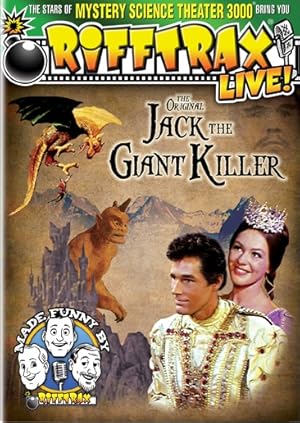 THE STARS OF MYSTERY SCIENCE THEATER 3000® BRING YOU
RIFFTRAX
LIVE!
THE ORIGINAL
JACK THE
GIANT KILLER
MADE FUNNY BY
RIFFTRAX